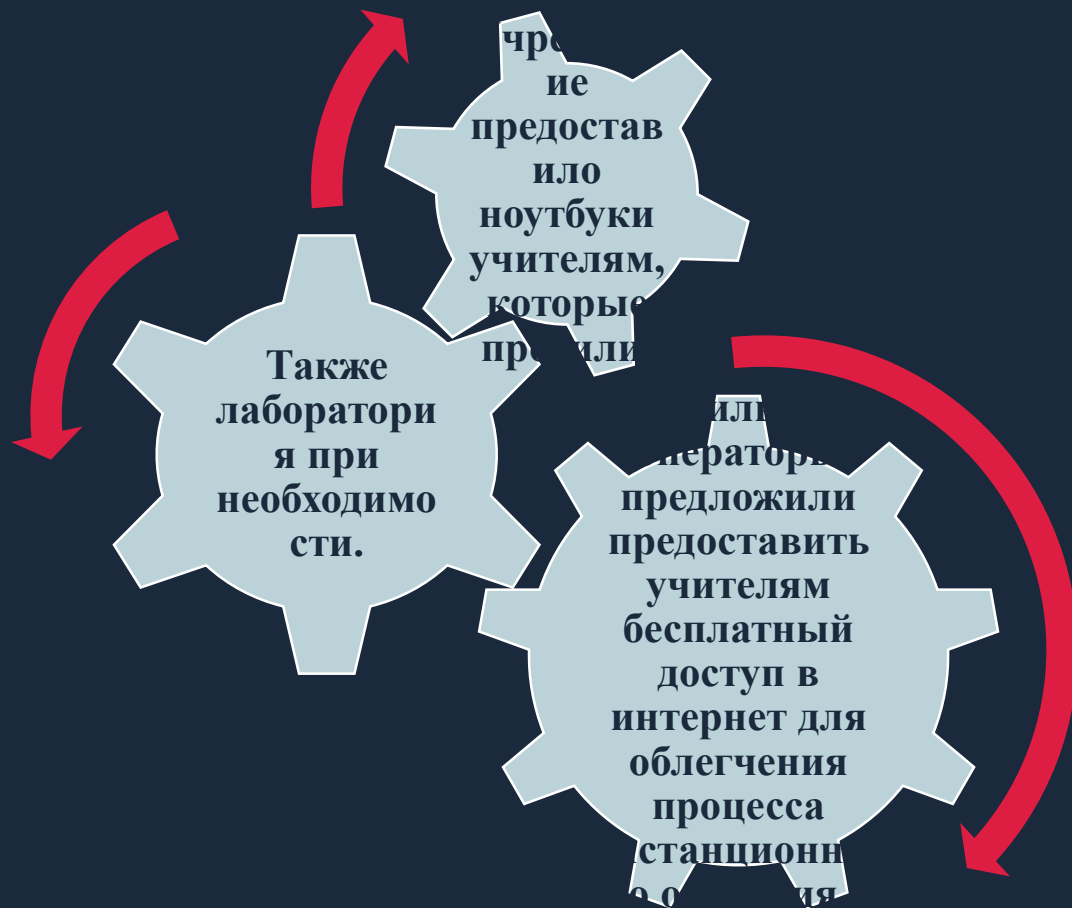 ие
предостав
ило
ноутбуки
учителям,
которые
Также
лаборатори
я при
необходимо
сти.
предложили
предоставить
учителям
бесплатный
доступ в
интернет для
облегчения
процесса